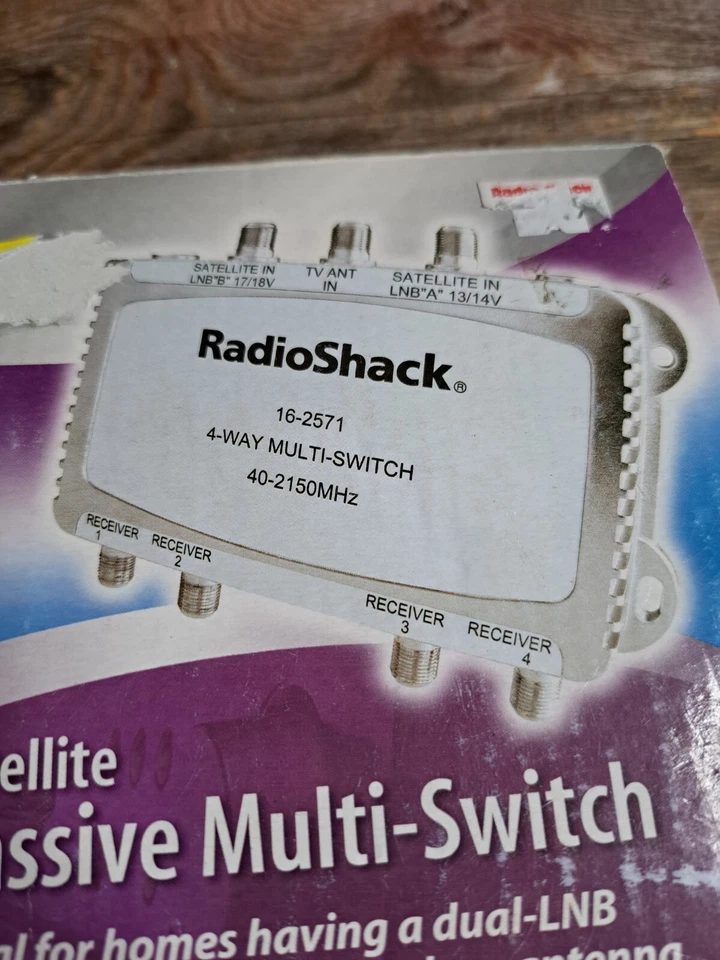 RadioShack
SATELLITE IN
LNB"B" 17/18V
TV ANT
IN
SATELLITE IN
LNB"A" 13/14V
RadioShack®
16-2571
4-WAY MULTI-SWITCH
40-2150MHz
RECEIVER
1
RECEIVER
2
RECEIVER
3
RECEIVER
4
ellite
ssive Multi-Switch
al for homes having a dual-LNB
antenna